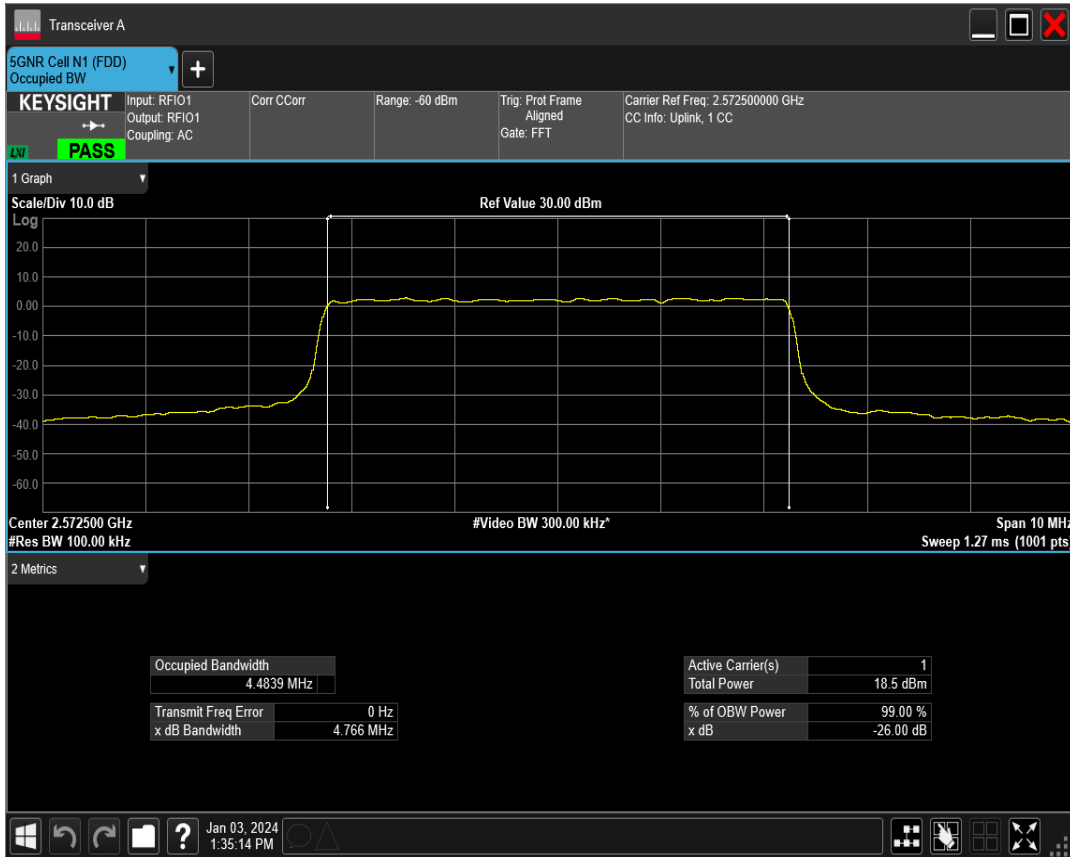 Transceiver A
5GNR Cell N1 (FDD)
Occupied BW
+
KEYSIGHT
LXI
PASS
Input: RFIO1
Output: RFIO1
Coupling: AC
Corr CCorr
Range: -60 dBm
Trig: Prot Frame
Aligned
Gate: FFT
Carrier Ref Freq: 2.572500000 GHz
CC Info: Uplink, 1 CC
1 Graph
Scale/Div 10.0 dB
Ref Value 30.00 dBm
Log
20.0
10.0
0.00
-10.0
-20.0
-30.0
-40.0
-50.0
-60.0
Center 2.572500 GHz
#Video BW 300.00 kHz*
Span 10 MHz
#Res BW 100.00 kHz
Sweep 1.27 ms (1001 pts)
2 Metrics
Occupied Bandwidth
4.4839 MHz
Transmit Freq Error 0 Hz
x dB Bandwidth 4.766 MHz
Active Carrier(s) 1
Total Power 18.5 dBm
% of OBW Power 99.00 %
x dB -26.00 dB
?
Jan 03, 2024
1:35:14 PM